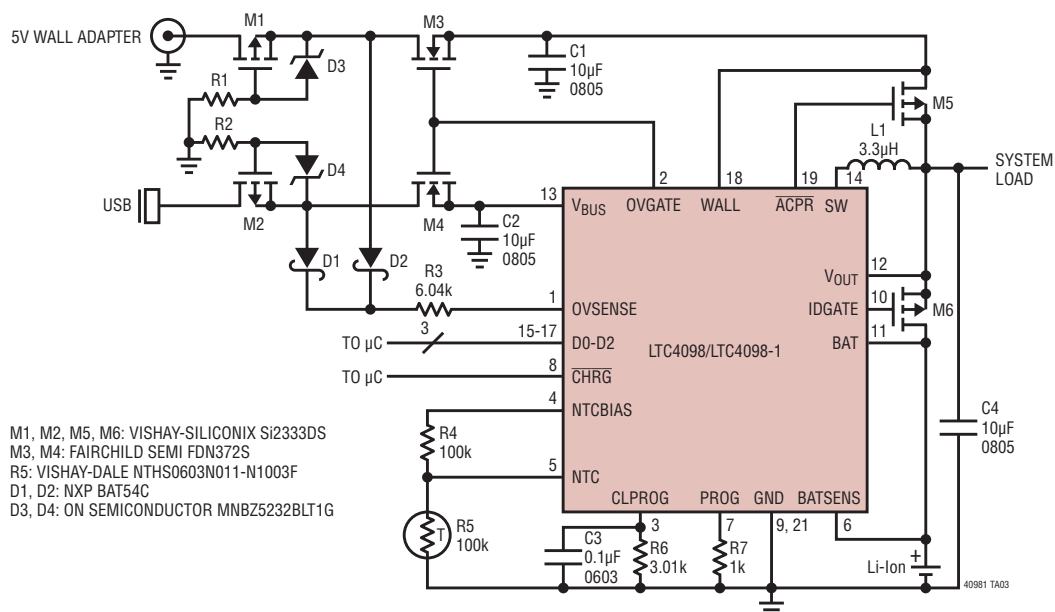 M1
M3
5V WALL ADAPTER
D3
C1
10µF
0805
R1
R2
M5
L1
3.3µH
SYSTEM
LOAD
D4
USB
M2
M4
13
2
18
19
14
VBUS
OVGATE
WALL
ACPR
SW
C2
10µF
0805
D1
D2
R3
6.04k
VOUT
12
IDGATE
10
M6
1
OVSENSE
BAT
11
3
TO µC
15-17
D0-D2
LTC4098/LTC4098-1
TO µC
8
CHRG
4
NTCBIAS
C4
10µF
0805
R4
100k
5
NTC
M1, M2, M5, M6: VISHAY-SILICONIX Si2333DS
M3, M4: FAIRCHILD SEMI FDN372S
R5: VISHAY-DALE NTHS0603N011-N1003F
D1, D2: NXP BAT54C
D3, D4: ON SEMICONDUCTOR MNBZ5232BLT1G
CLPROG
PROG
GND
BATSENS
3
7
9, 21
6
T
R5
100k
C3
0.1µF
0603
R6
3.01k
R7
1k
Li-Ion
+
40981 TA03